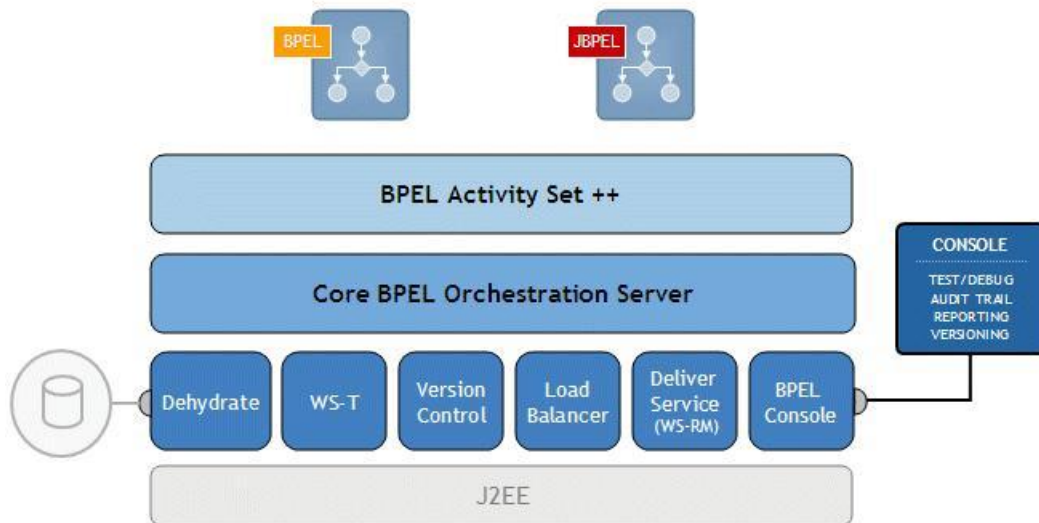 BPEL
JBPEL
BPEL Activity Set ++
Core BPEL Orchestration Server
CONSOLE
TEST/DEBUG
AUDIT TRAIL
REPORTING
VERSIONING
Dehydrate
WS-T
Version
Control
Load
Balancer
Deliver
Service
(WS-RM)
BPEL
Console
J2EE